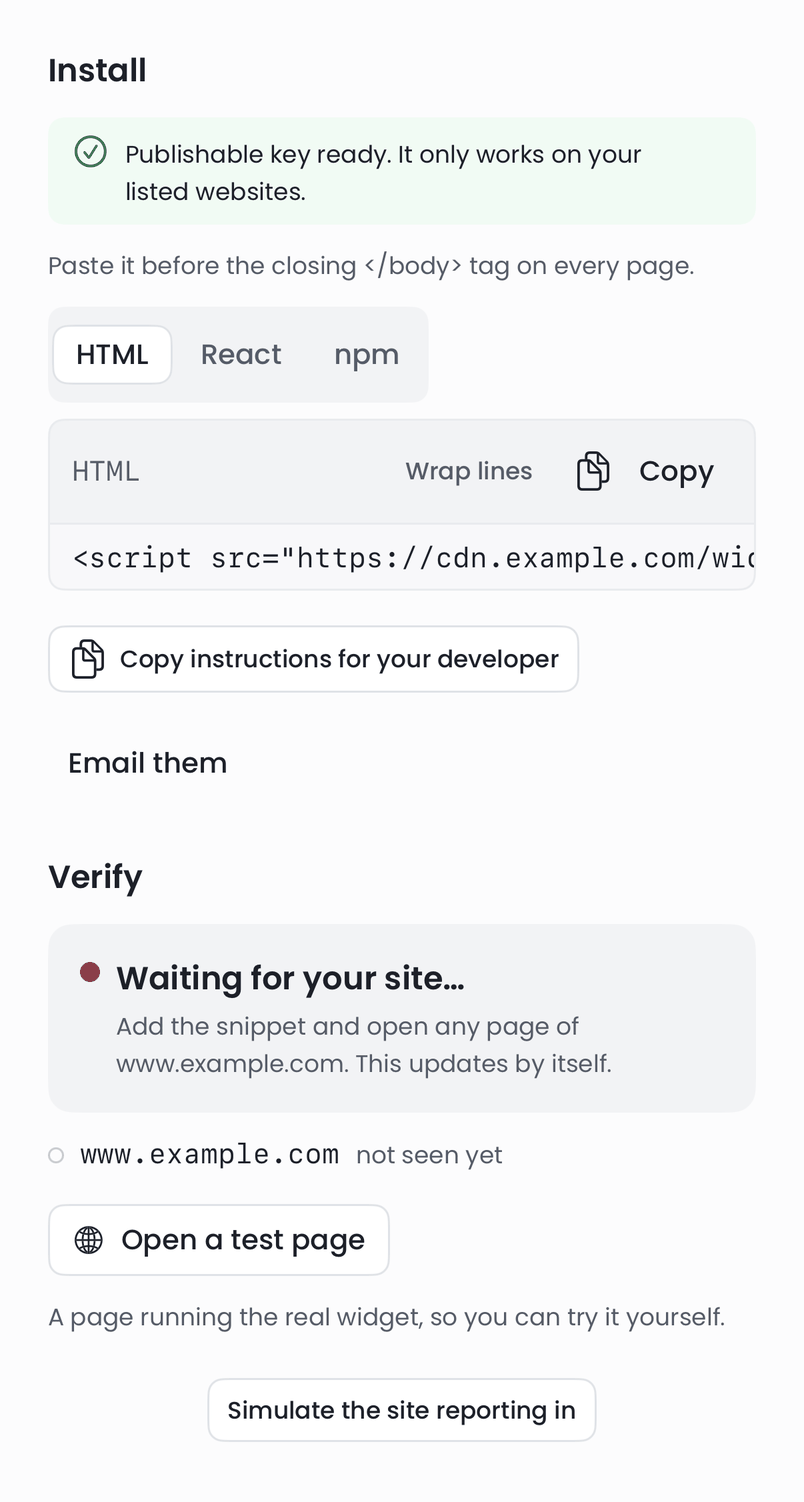 Install
Publishable key ready. It only works on your
listed websites.
Paste it before the closing </body> tag on every page.
HTML React npm
HTML Wrap lines Copy
<script src="https://cdn.example.com/wid
Copy instructions for your developer
Email them
Verify
Waiting for your site...
Add the snippet and open any page of
www.example.com. This updates by itself.
www.example.com not seen yet
Open a test page
A page running the real widget, so you can try it yourself.
Simulate the site reporting in